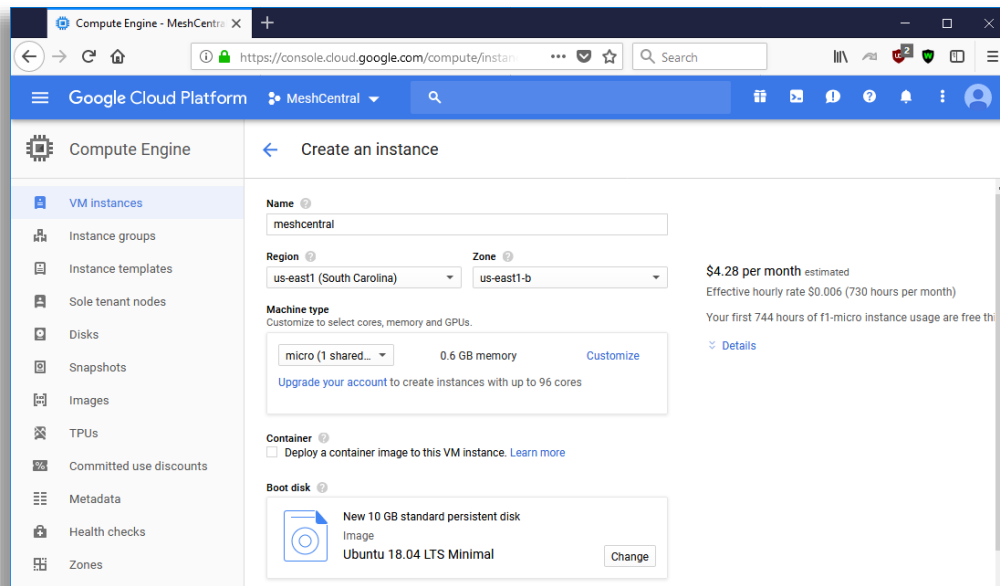 Compute Engine - MeshCentra
https://console.cloud.google.com/compute/instan
Search
2
Google Cloud Platform
MeshCentral
Compute Engine
Create an instance
VM instances
Instance groups
Instance templates
Sole tenant nodes
Disks
Snapshots
Images
TPUs
Committed use discounts
Metadata
Health checks
Zones
Name
meshcentral
Region
Zone
us-east1 (South Carolina)
us-east1-b
Machine type
Customize to select cores, memory and GPUs.
micro (1 shared...
0.6 GB memory
Customize
Upgrade your account to create instances with up to 96 cores
Container
Deploy a container image to this VM instance. Learn more
Boot disk
New 10 GB standard persistent disk
Image
Ubuntu 18.04 LTS Minimal
Change
$4.28 per month estimated
Effective hourly rate $0.006 (730 hours per month)
Your first 744 hours of f1-micro instance usage are free thi
Details